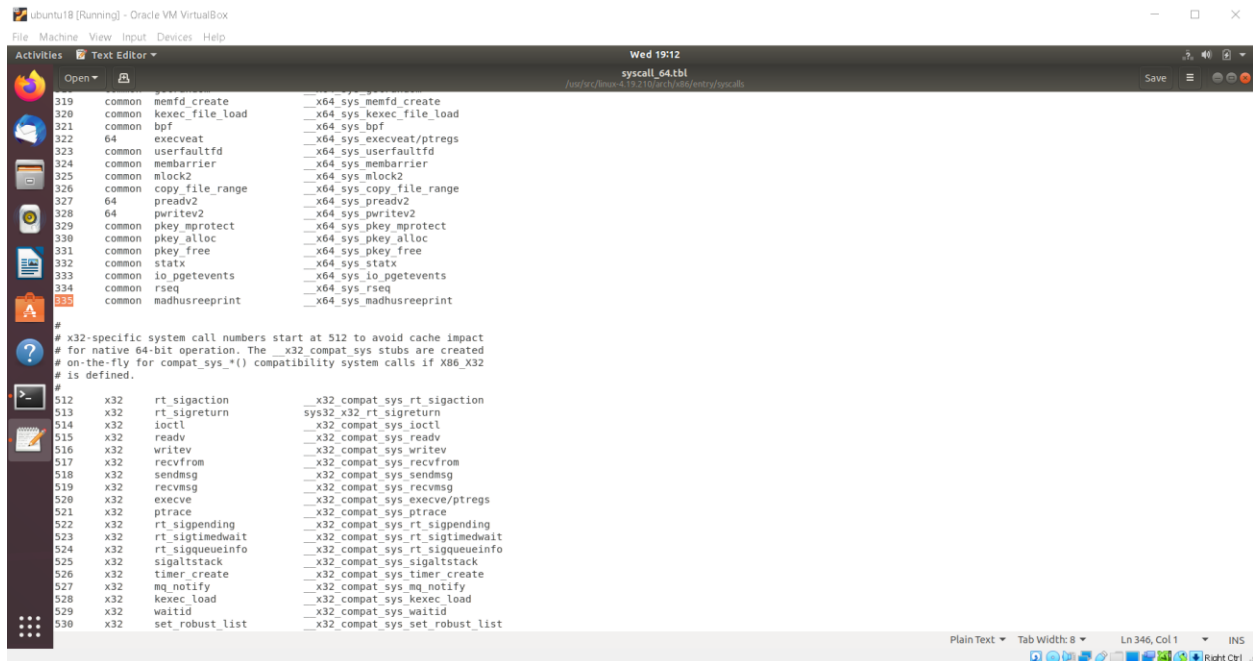 ubuntu18 [Running] - Oracle VM VirtualBox
File Machine View Input Devices Help
Activities Text Editor Wed 19:12
Open syscall_64.tbl Save
/usr/src/linux-4.19.210/arch/x86/entry/syscalls
319 common memfd_create __x64_sys_memfd_create
320 common kexec_file_load __x64_sys_kexec_file_load
321 common bpf __x64_sys_bpf
322 64 execveat __x64_sys_execveat/ptregs
323 common userfaultfd __x64_sys_userfaultfd
324 common membarrier __x64_sys_membarrier
325 common mlock2 __x64_sys_mlock2
326 common copy_file_range __x64_sys_copy_file_range
327 64 preadv2 __x64_sys_preadv2
328 64 pwritev2 __x64_sys_pwritev2
329 common pkey_mprotect __x64_sys_pkey_mprotect
330 common pkey_alloc __x64_sys_pkey_alloc
331 common pkey_free __x64_sys_pkey_free
332 common statx __x64_sys_statx
333 common io_pgetevents __x64_sys_io_pgetevents
334 common rseq __x64_sys_rseq
335 common madhusreeprint __x64_sys_madhusreeprint
#
# x32-specific system call numbers start at 512 to avoid cache impact
# for native 64-bit operation. The __x32_compat_sys stubs are created
# on-the-fly for compat_sys_*() compatibility system calls if X86_X32
# is defined.
#
512 x32 rt_sigaction __x32_compat_sys_rt_sigaction
513 x32 rt_sigreturn sys32_x32_rt_sigreturn
514 x32 ioctl __x32_compat_sys_ioctl
515 x32 readv __x32_compat_sys_readv
516 x32 writev __x32_compat_sys_writev
517 x32 recvfrom __x32_compat_sys_recvfrom
518 x32 sendmsg __x32_compat_sys_sendmsg
519 x32 recvmsg __x32_compat_sys_recvmsg
520 x32 execve __x32_compat_sys_execve/ptregs
521 x32 ptrace __x32_compat_sys_ptrace
522 x32 rt_sigpending __x32_compat_sys_rt_sigpending
523 x32 rt_sigtimedwait __x32_compat_sys_rt_sigtimedwait
524 x32 rt_sigqueueinfo __x32_compat_sys_rt_sigqueueinfo
525 x32 sigaltstack __x32_compat_sys_sigaltstack
526 x32 timer_create __x32_compat_sys_timer_create
527 x32 mq_notify __x32_compat_sys_mq_notify
528 x32 kexec_load __x32_compat_sys_kexec_load
529 x32 waitid __x32_compat_sys_waitid
530 x32 set_robust_list __x32_compat_sys_set_robust_list
Plain Text Tab Width: 8 Ln 346, Col 1 INS
Right Ctrl